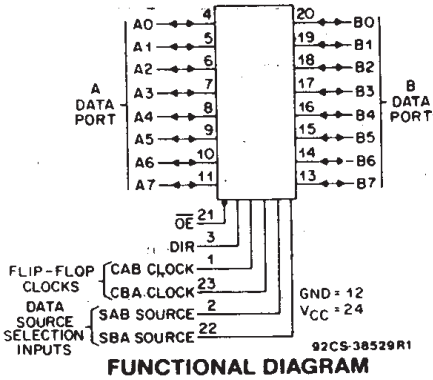 A0 4 20 B0
A1 5 19 B1
A2 6 18 B2
A DATA PORT A3 7 17 B3 B DATA PORT
A4 8 16 B4
A5 9 15 B5
A6 10 14 B6
A7 11 13 B7
OE 21
DIR 3
FLIP-FLOP CLOCKS
CAB CLOCK 1
CBA CLOCK 23
DATA SOURCE SELECTION INPUTS
SAB SOURCE 2
SBA SOURCE 22
GND = 12
VCC = 24
92CS-38529R1
FUNCTIONAL DIAGRAM